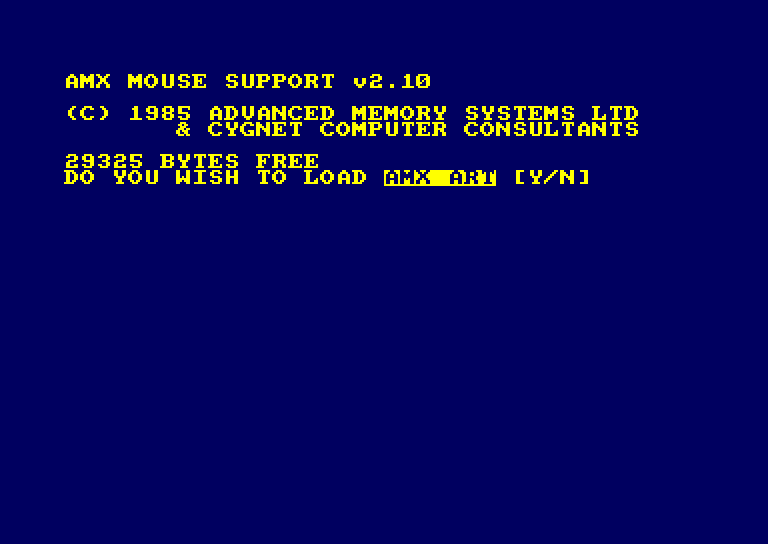 AMX MOUSE SUPPORT v2.10
(C) 1985 ADVANCED MEMORY SYSTEMS LTD
& CYGNET COMPUTER CONSULTANTS
29325 BYTES FREE
DO YOU WISH TO LOAD AMX ART [Y/N]